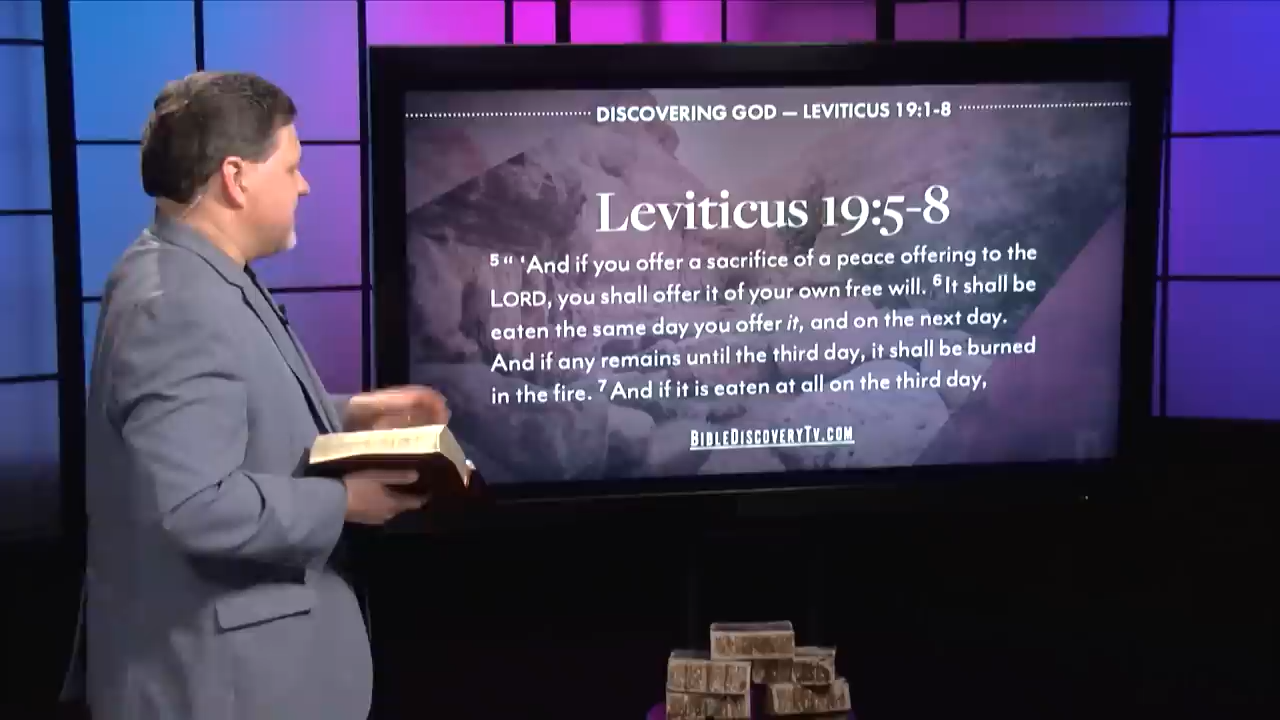 DISCOVERING GOD — LEVITICUS 19:1-8
Leviticus 19:5-8
5 “ ‘And if you offer a sacrifice of a peace offering to the
LORD, you shall offer it of your own free will. 6 It shall be
eaten the same day you offer it, and on the next day.
And if any remains until the third day, it shall be burned
in the fire. 7 And if it is eaten at all on the third day,
BIBLEDISCOVERYTV.COM